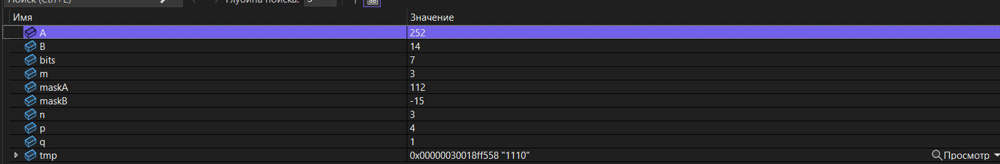 Поиск (Ctrl+E) Глубина поиска: 3
Имя Значение
A 252
B 14
bits 7
m 3
maskA 112
maskB -15
n 3
p 4
q 1
tmp 0x00000030018ff558 "1110" Просмотр